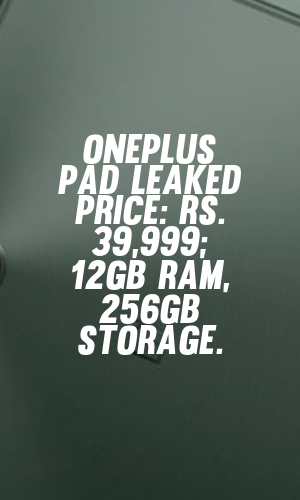 ONEPLUS
PAD LEAKED
PRICE: RS.
39,999;
12GB RAM,
256GB
STORAGE.